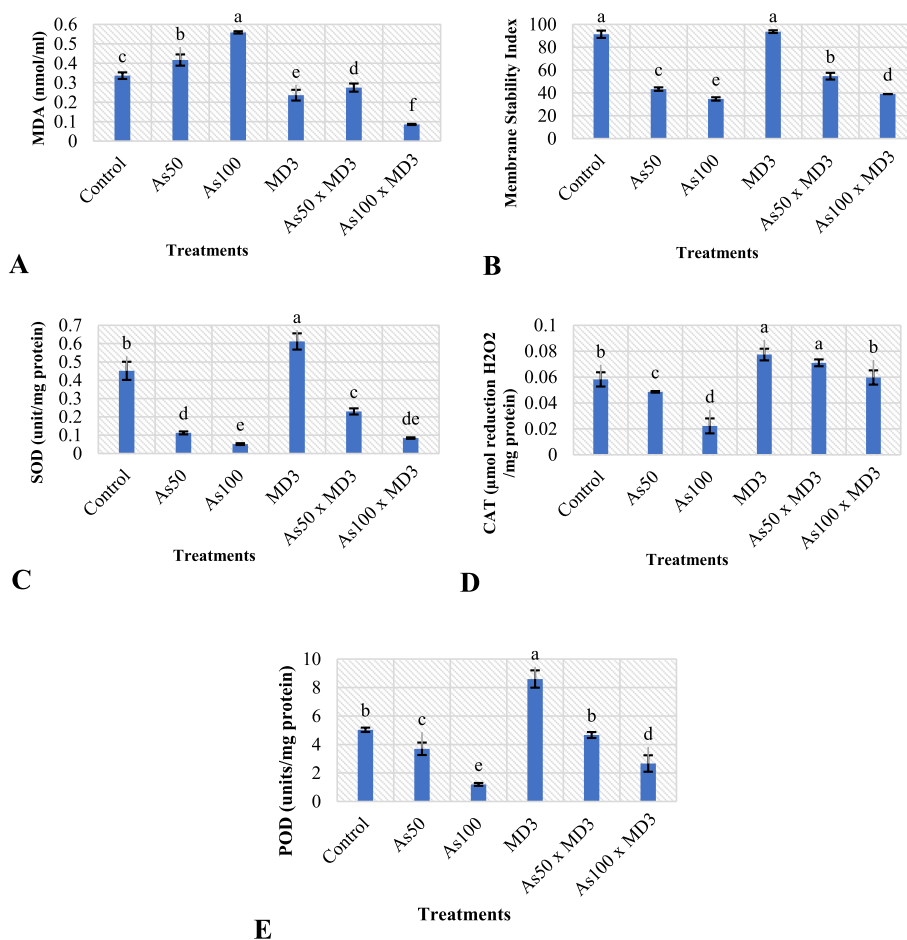 MDA (nmol/ml)
0.6
0.5
0.4
0.3
0.2
0.1
0
c
b
a
e
d
f
Control
As50
As100
MD3
As50 x MD3
As100 x MD3
Treatments
A
Membrane Stability Index
100
80
60
40
20
0
a
c
e
a
b
d
Control
As50
As100
MD3
As50 x MD3
As100 x MD3
Treatments
B
SOD (unit/mg protein)
0.7
0.6
0.5
0.4
0.3
0.2
0.1
0
b
d
e
a
c
de
Control
As50
As100
MD3
As50 x MD3
As100 x MD3
Treatments
C
CAT (µmol reduction H2O2
/mg protein)
0.1
0.08
0.06
0.04
0.02
0
b
c
d
a
a
b
Control
As50
As100
MD3
As50 x MD3
As100 x MD3
Treatments
D
POD (units/mg protein)
10
8
6
4
2
0
b
c
e
a
b
d
Control
As50
As100
MD3
As50 x MD3
As100 x MD3
Treatments
E